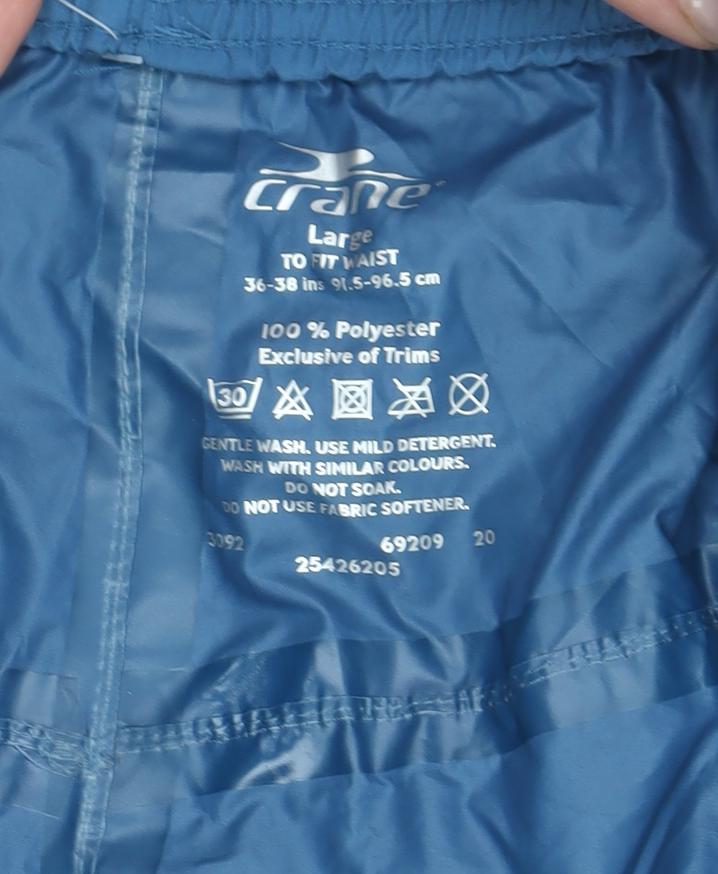 crane
Large
TO FIT WAIST
36-38 ins 91.5-96.5 cm
100 % Polyester
Exclusive of Trims
30
GENTLE WASH. USE MILD DETERGENT.
WASH WITH SIMILAR COLOURS.
DO NOT SOAK.
DO NOT USE FABRIC SOFTENER.
3092 69209 20
25426205